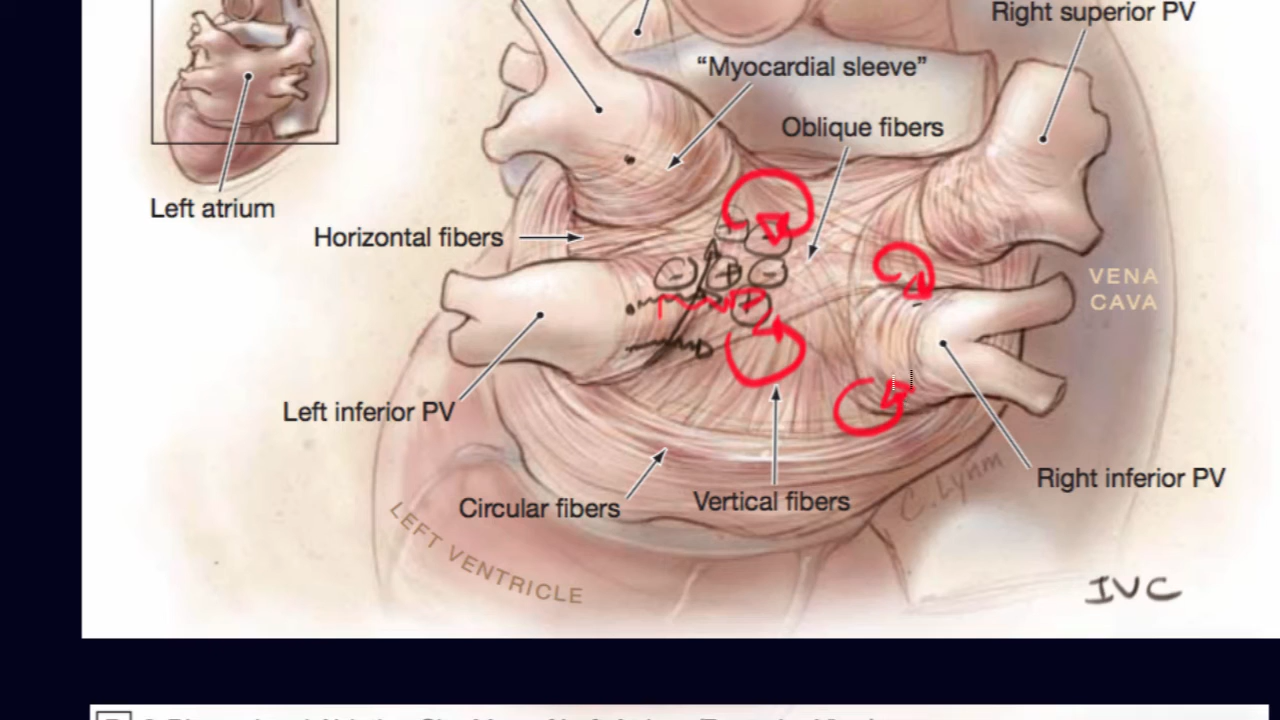 Right superior PV
“Myocardial sleeve”
Oblique fibers
Left atrium
Horizontal fibers
VENA
CAVA
Left inferior PV
Circular fibers
Vertical fibers
Right inferior PV
C. Lynm
LEFT VENTRICLE
IVC